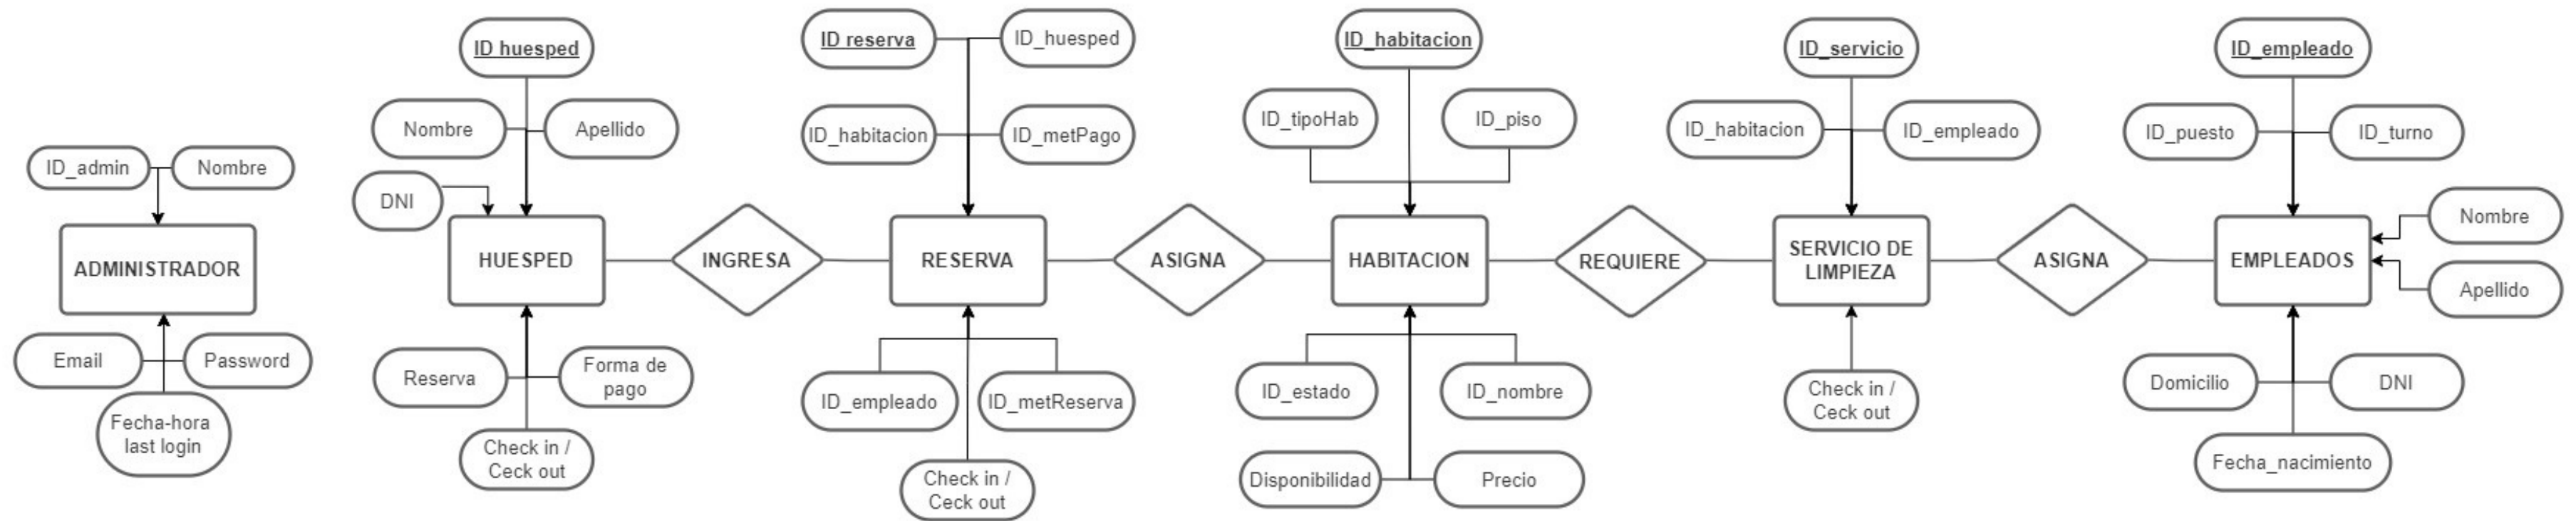 ID_admin
Nombre
ADMINISTRADOR
Email
Password
Fecha-hora
last login
ID huesped
Nombre
Apellido
DNI
HUESPED
Reserva
Forma de
pago
Check in /
Ceck out
INGRESA
ID reserva
ID_huesped
ID_habitacion
ID_metPago
RESERVA
ID_empleado
ID_metReserva
Check in /
Ceck out
ASIGNA
ID_habitacion
ID_tipoHab
ID_piso
HABITACION
ID_estado
ID_nombre
Disponibilidad
Precio
REQUIERE
ID_servicio
ID_habitacion
ID_empleado
SERVICIO DE
LIMPIEZA
Check in /
Ceck out
ASIGNA
ID_empleado
ID_puesto
ID_turno
Nombre
EMPLEADOS
Apellido
Domicilio
DNI
Fecha_nacimiento